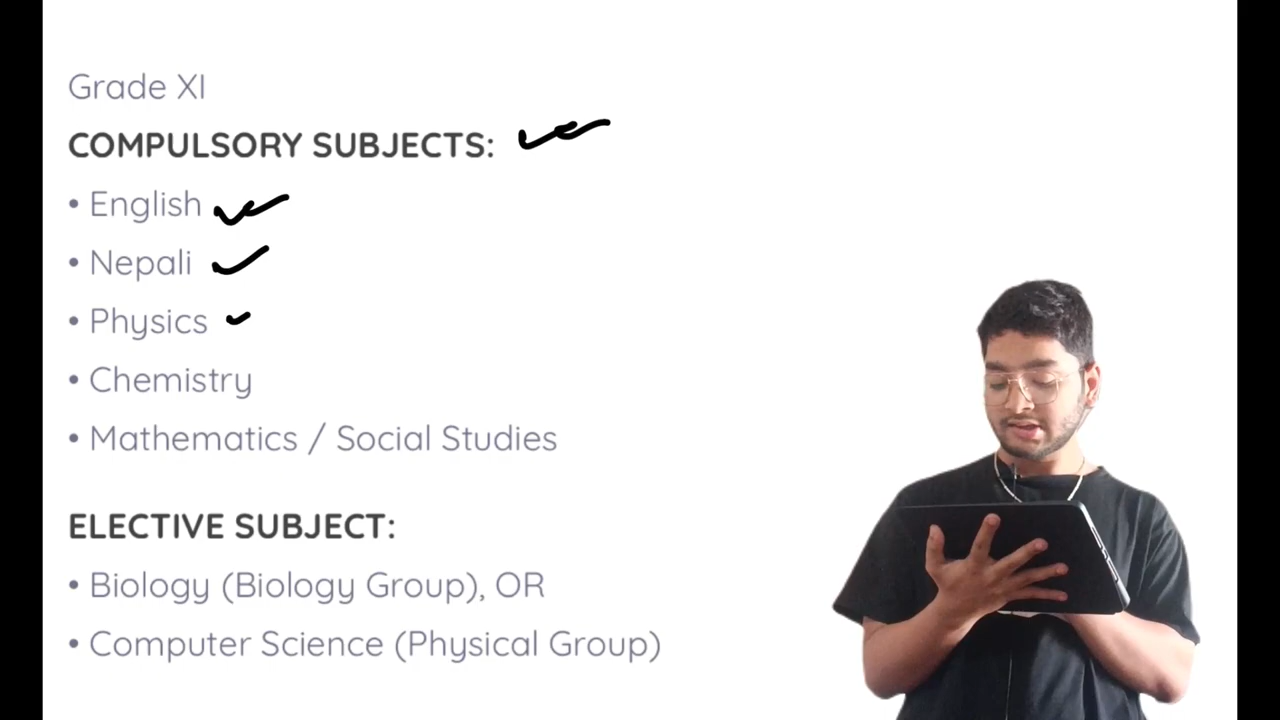 Grade XI
COMPULSORY SUBJECTS:
• English
• Nepali
• Physics
• Chemistry
• Mathematics / Social Studies
ELECTIVE SUBJECT:
• Biology (Biology Group), OR
• Computer Science (Physical Group)